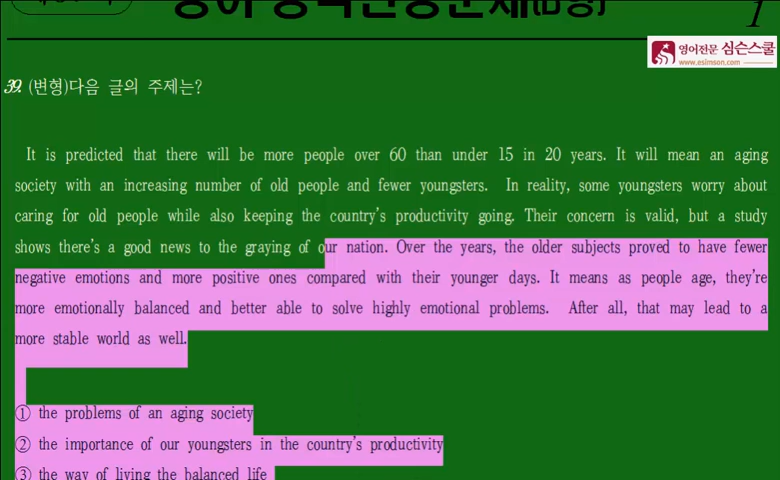 1
영어전문 심슨스쿨
www.esimson.com
39. (변형)다음 글의 주제는?
It is predicted that there will be more people over 60 than under 15 in 20 years. It will mean an aging
society with an increasing number of old people and fewer youngsters. In reality, some youngsters worry about
caring for old people while also keeping the country's productivity going. Their concern is valid, but a study
shows there's a good news to the graying of our nation. Over the years, the older subjects proved to have fewer
negative emotions and more positive ones compared with their younger days. It means as people age, they're
more emotionally balanced and better able to solve highly emotional problems. After all, that may lead to a
more stable world as well.
① the problems of an aging society
② the importance of our youngsters in the country's productivity
③ the way of living the balanced life